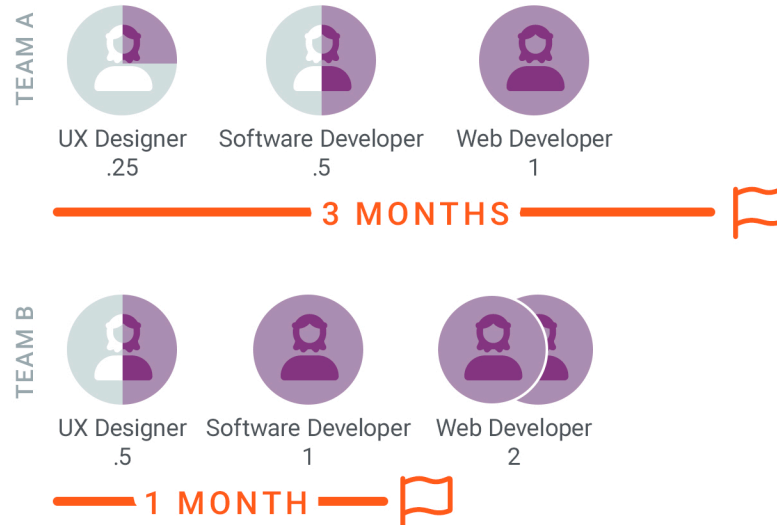 TEAM A
UX Designer
.25
Software Developer
.5
Web Developer
1
3 MONTHS
TEAM B
UX Designer
.5
Software Developer
1
Web Developer
2
1 MONTH